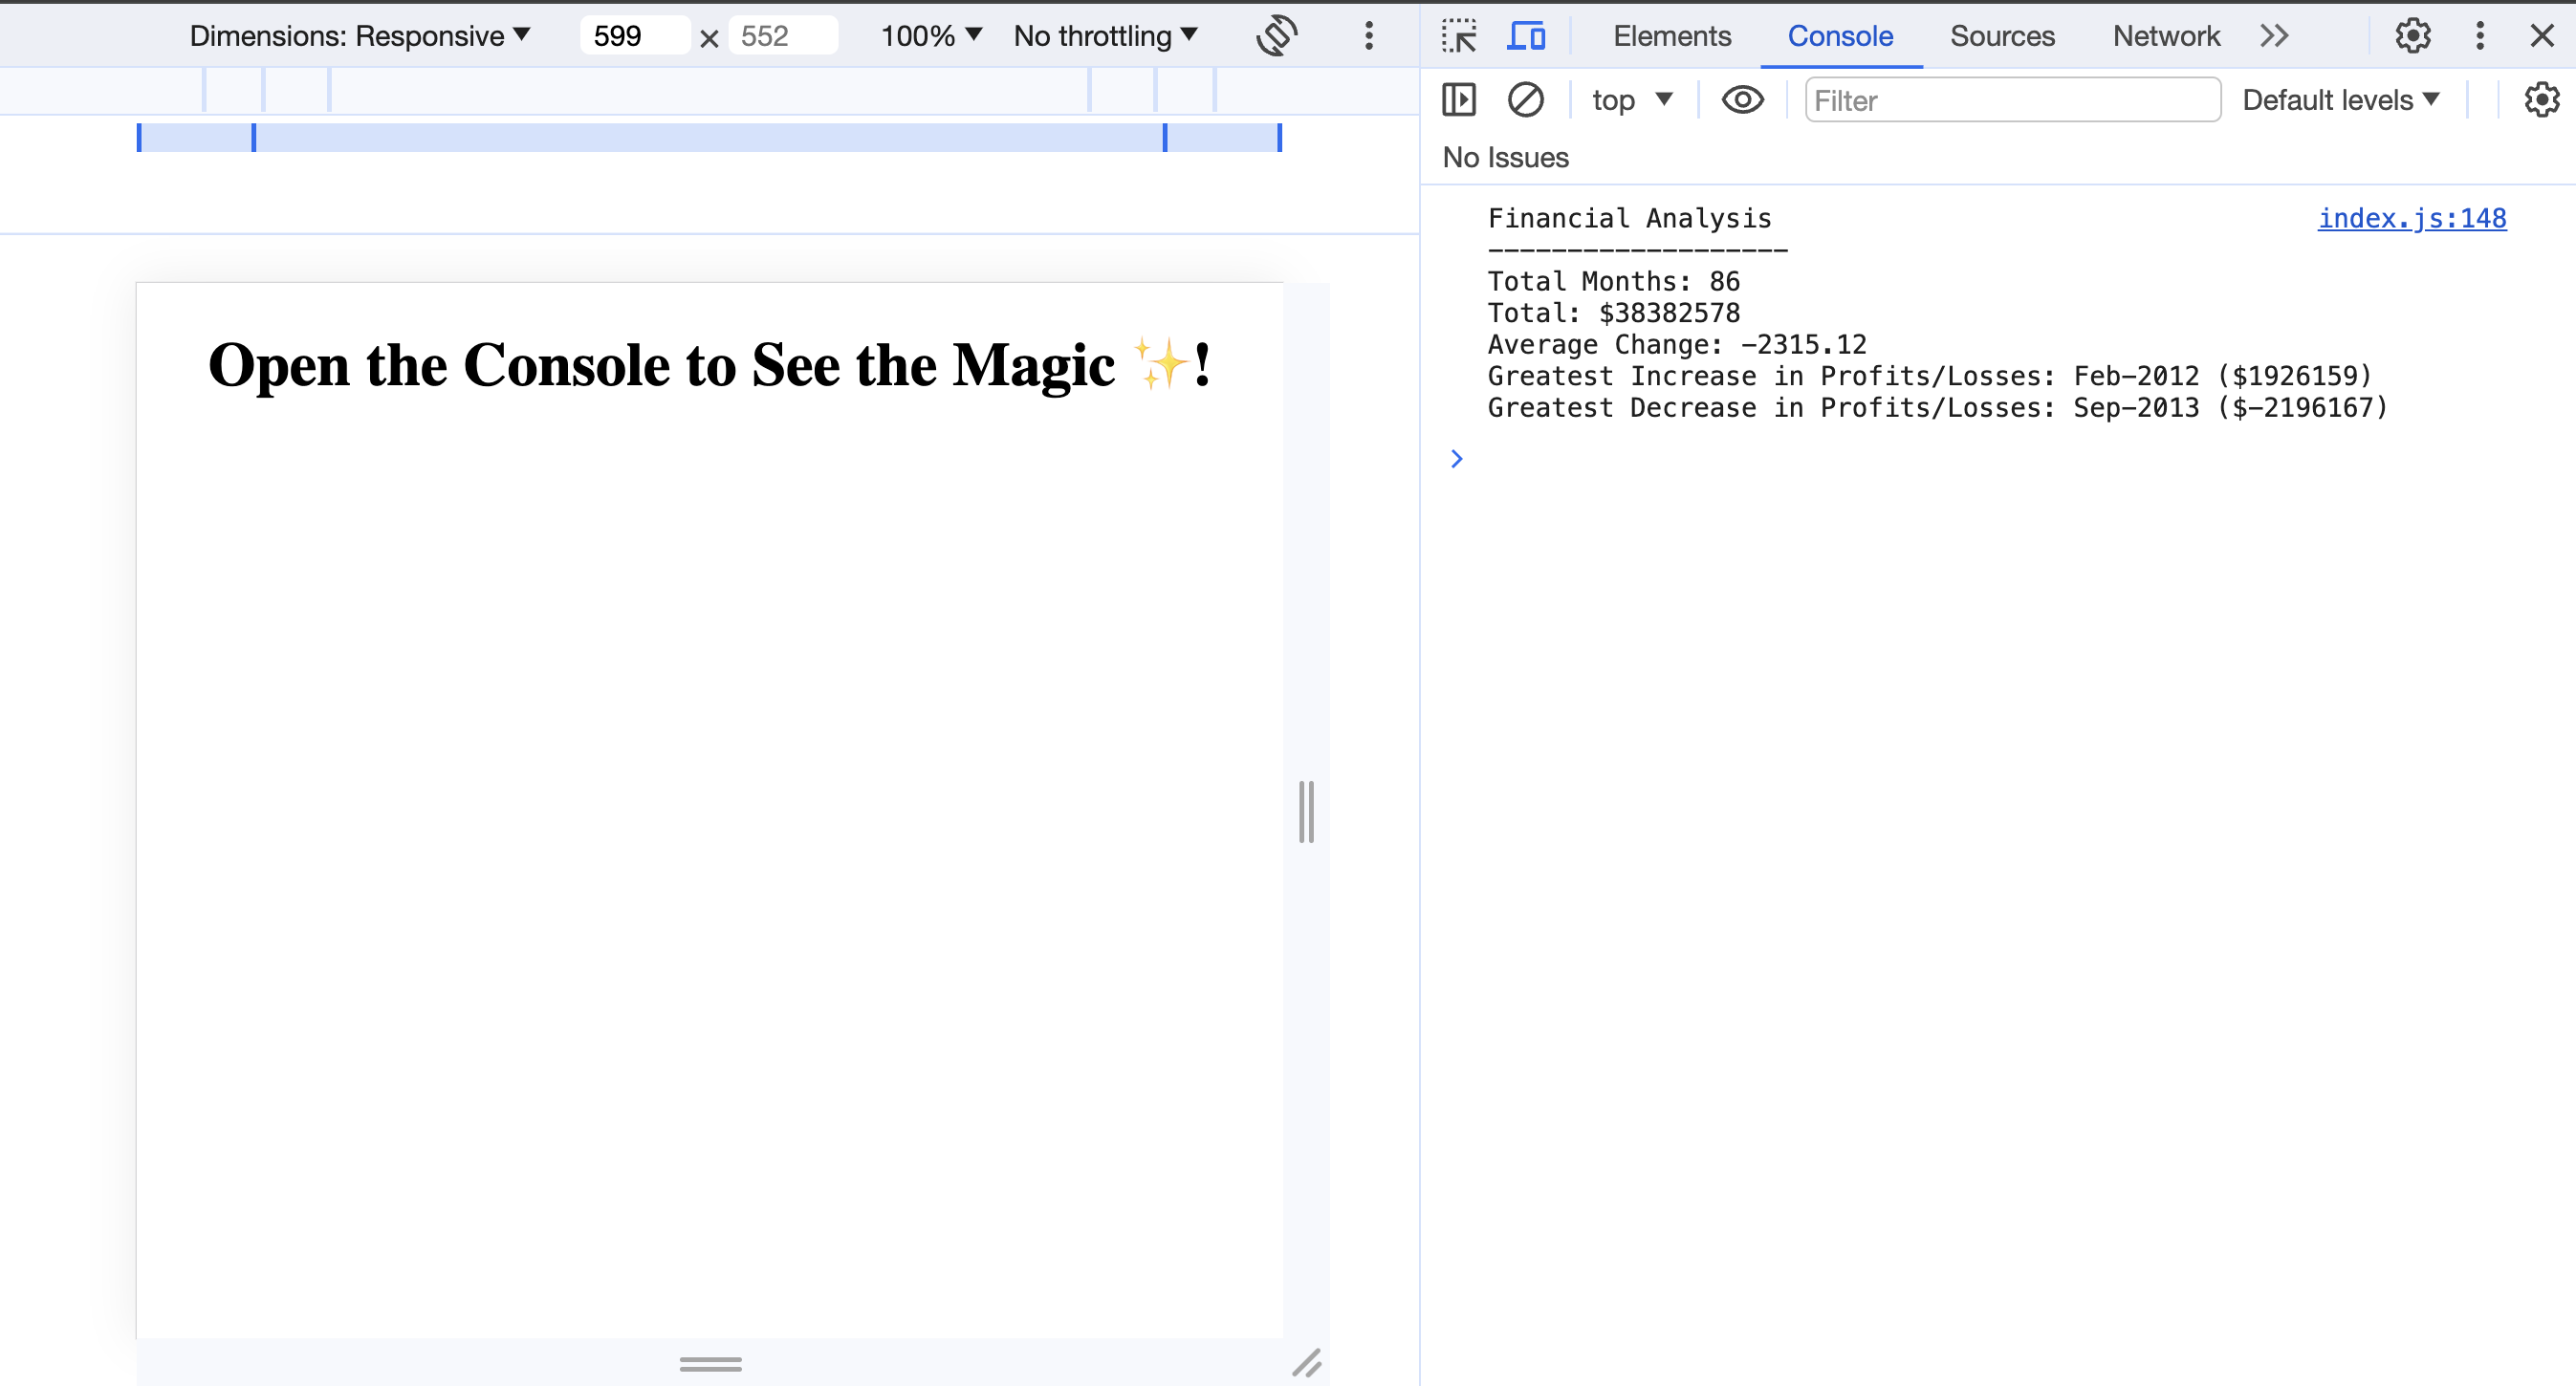 Dimensions: Responsive ▼ 599 × 552 100% ▼ No throttling ▼
Elements Console Sources Network
top ▼ Filter Default levels ▼
No Issues
Open the Console to See the Magic ✨!
Financial Analysis index.js:148
-------------------
Total Months: 86
Total: $38382578
Average Change: -2315.12
Greatest Increase in Profits/Losses: Feb-2012 ($1926159)
Greatest Decrease in Profits/Losses: Sep-2013 ($-2196167)